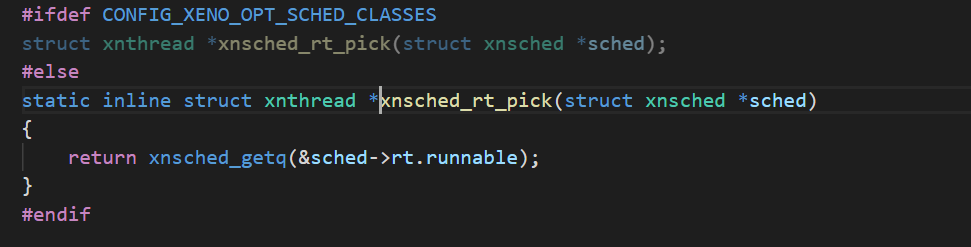 #ifdef CONFIG_XENO_OPT_SCHED_CLASSES
struct xnthread *xnsched_rt_pick(struct xnsched *sched);
#else
static inline struct xnthread *xnsched_rt_pick(struct xnsched *sched)
{
    return xnsched_getq(&sched->rt.runnable);
}
#endif